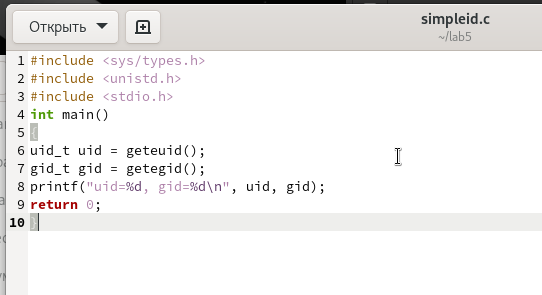 Открыть
simpleid.c
~/lab5
1 #include <sys/types.h>
2 #include <unistd.h>
3 #include <stdio.h>
4 int main()
5 {
6 uid_t uid = geteuid();
7 gid_t gid = getegid();
8 printf("uid=%d, gid=%d\n", uid, gid);
9 return 0;
10 }